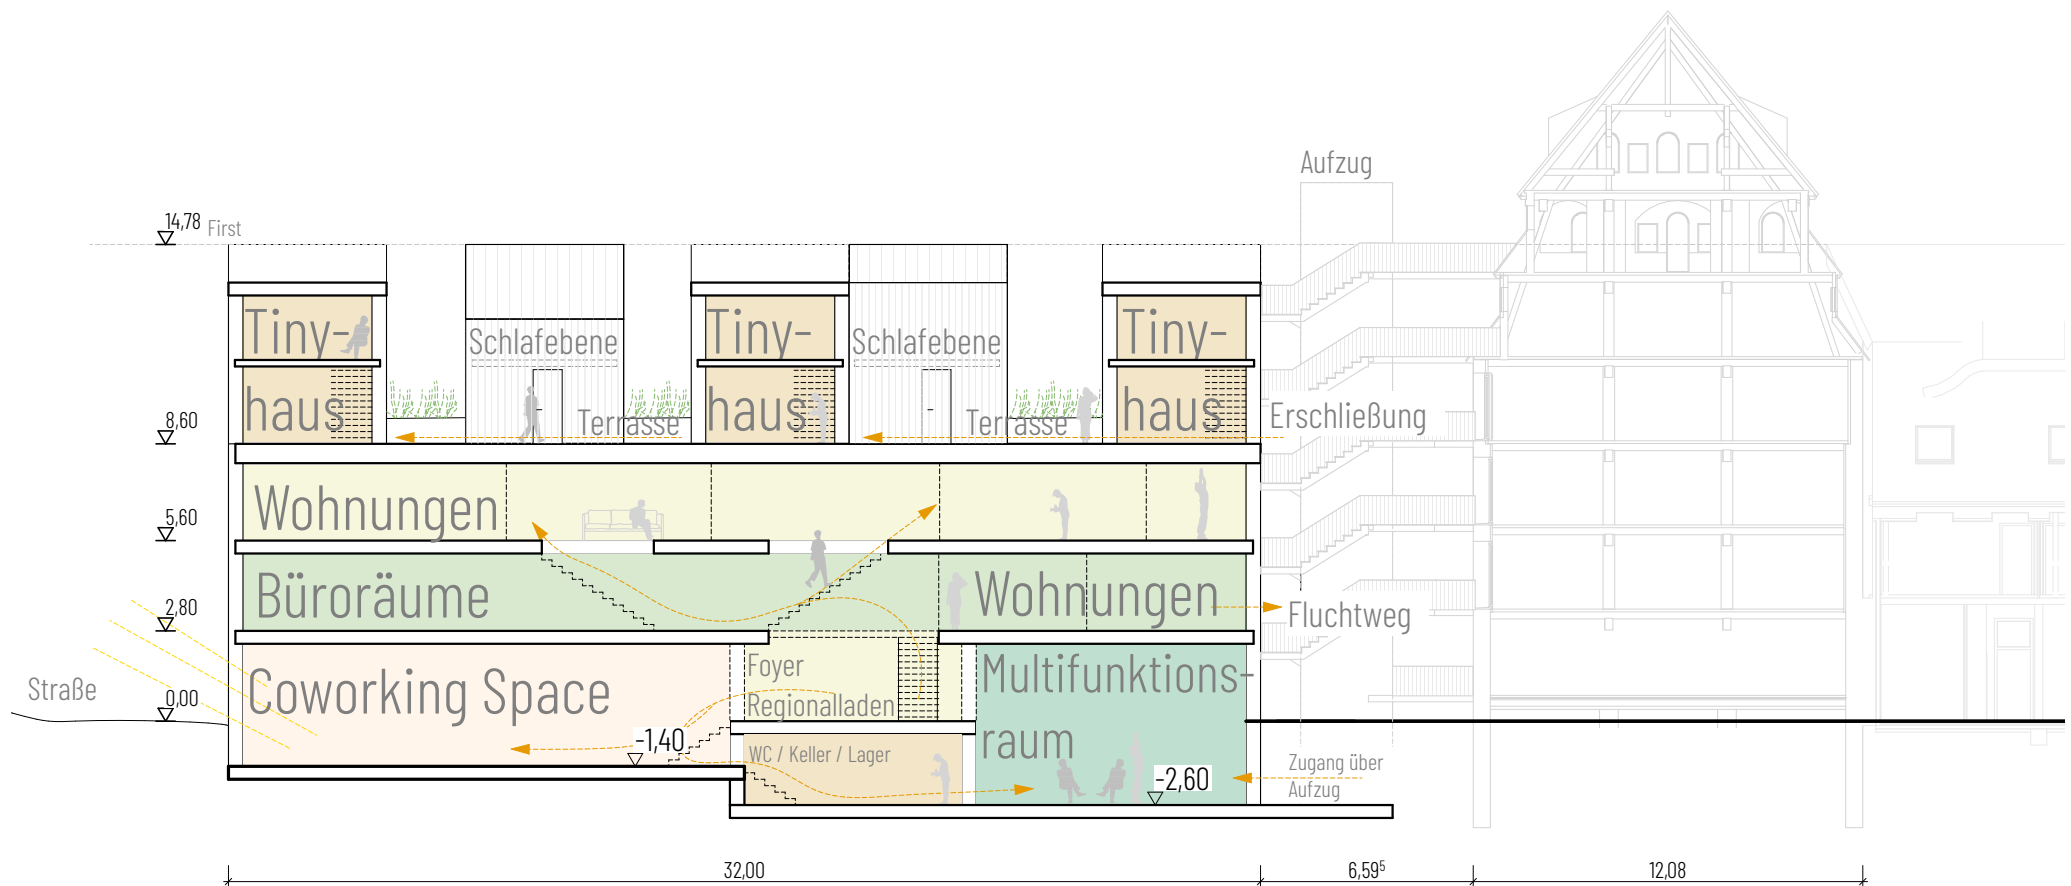 Aufzug
14,78 First
Tiny-
haus
Schlafebene
Terrasse
Tiny-
haus
Schlafebene
Terrasse
Tiny-
haus
8,60
Erschließung
Wohnungen
5,60
Büroräume
Wohnungen
2,80
Fluchtweg
Straße
0,00
Coworking Space
-1,40
Foyer
Regionalladen
WC / Keller / Lager
Multifunktions-
raum
-2,60
Zugang über
Aufzug
32,00
6,59⁵
12,08